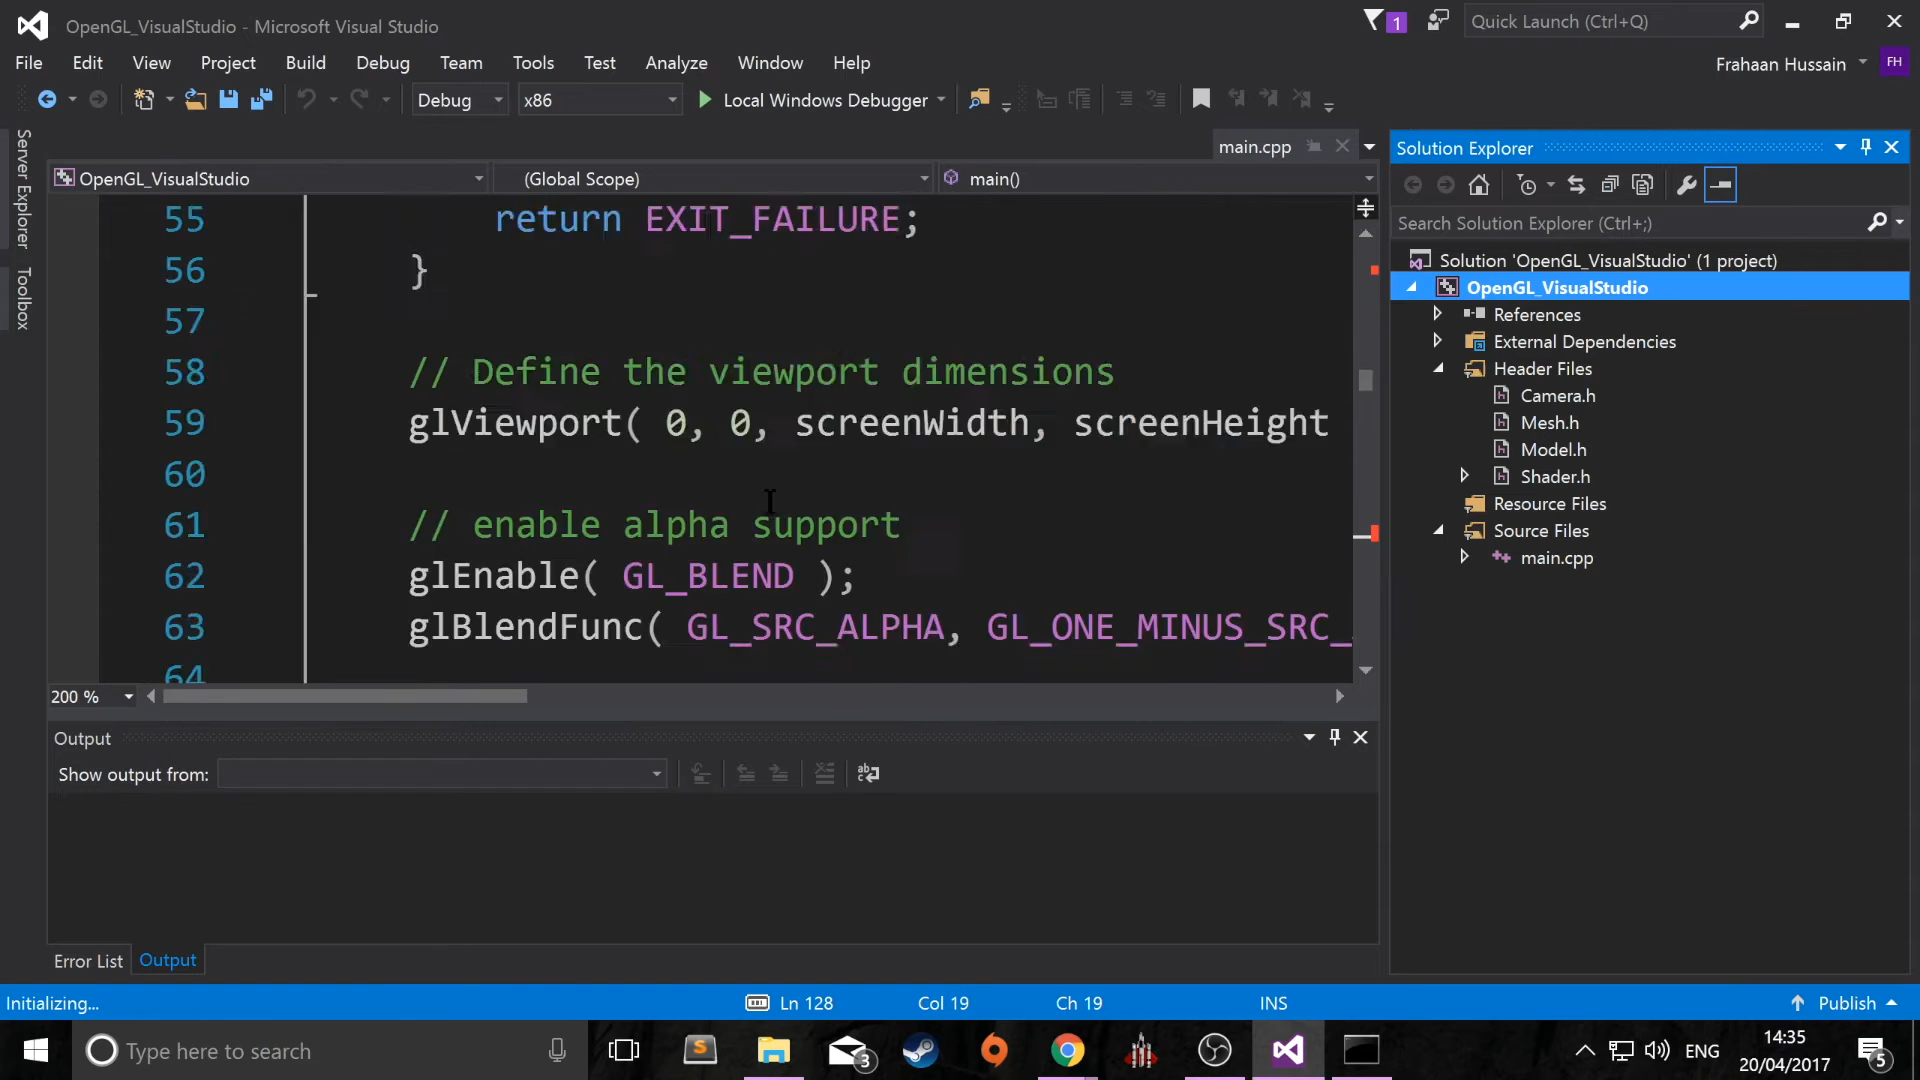 OpenGL_VisualStudio - Microsoft Visual Studio
1
Quick Launch (Ctrl+Q)
File Edit View Project Build Debug Team Tools Test Analyze Window Help
Frahaan Hussain FH
Debug x86 Local Windows Debugger
Server Explorer
Toolbox
main.cpp
OpenGL_VisualStudio (Global Scope) main()
55 return EXIT_FAILURE;
56 }
57
58 // Define the viewport dimensions
59 glViewport( 0, 0, screenWidth, screenHeight
60
61 // enable alpha support
62 glEnable( GL_BLEND );
63 glBlendFunc( GL_SRC_ALPHA, GL_ONE_MINUS_SRC_
64
200 %
Output
Show output from:
Error List Output
Solution Explorer
Search Solution Explorer (Ctrl+;)
Solution 'OpenGL_VisualStudio' (1 project)
OpenGL_VisualStudio
References
External Dependencies
Header Files
Camera.h
Mesh.h
Model.h
Shader.h
Resource Files
Source Files
main.cpp
Initializing... Ln 128 Col 19 Ch 19 INS Publish
Type here to search
3
ENG
14:35
20/04/2017
5